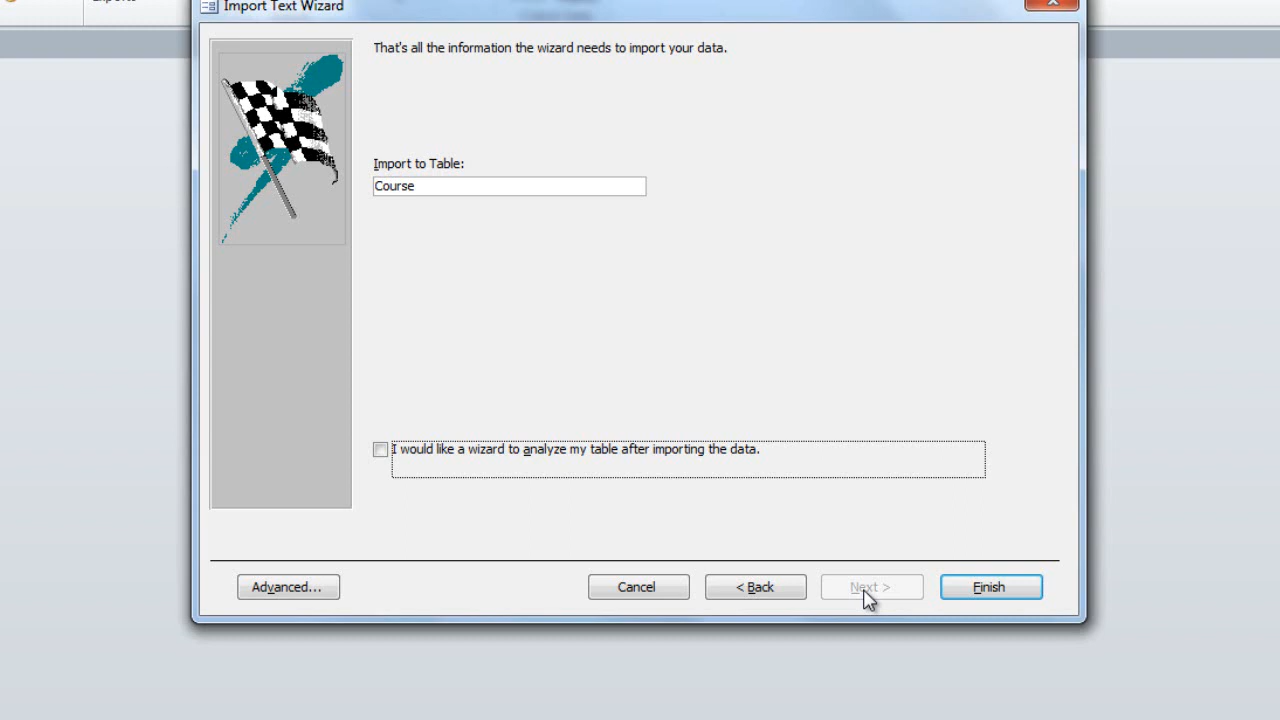 Import Text Wizard
That's all the information the wizard needs to import your data.
Import to Table:
Course
I would like a wizard to analyze my table after importing the data.
Advanced...
Cancel
< Back
Next >
Finish